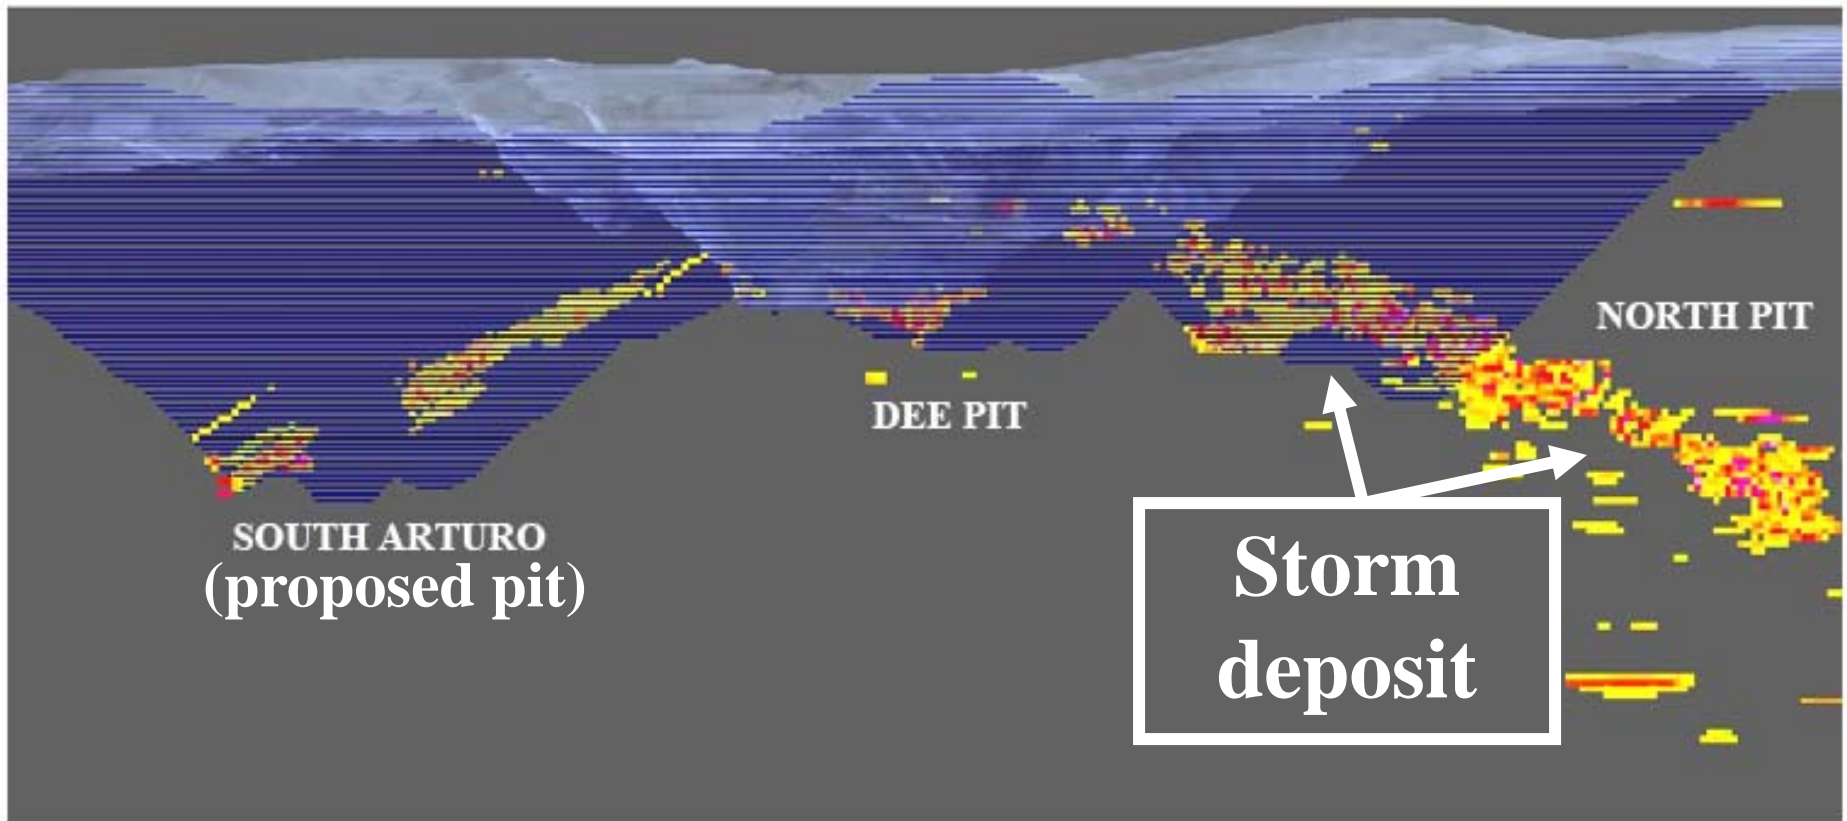 NORTH PIT
DEE PIT
SOUTH ARTURO
(proposed pit)
Storm
deposit